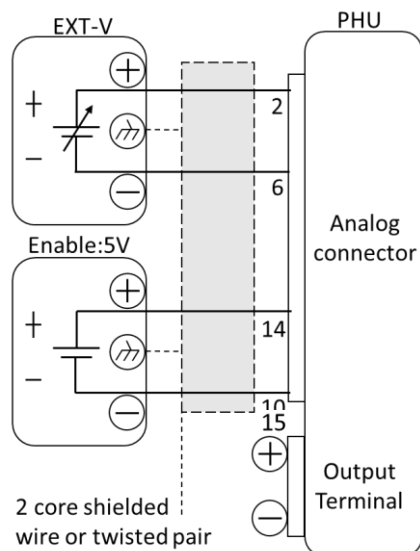 EXT-V
PHU
+
2
+
−
6
−
Analog
connector
Enable:5V
+
+
14
−
−
10
15
+
Output
Terminal
−
2 core shielded
wire or twisted pair